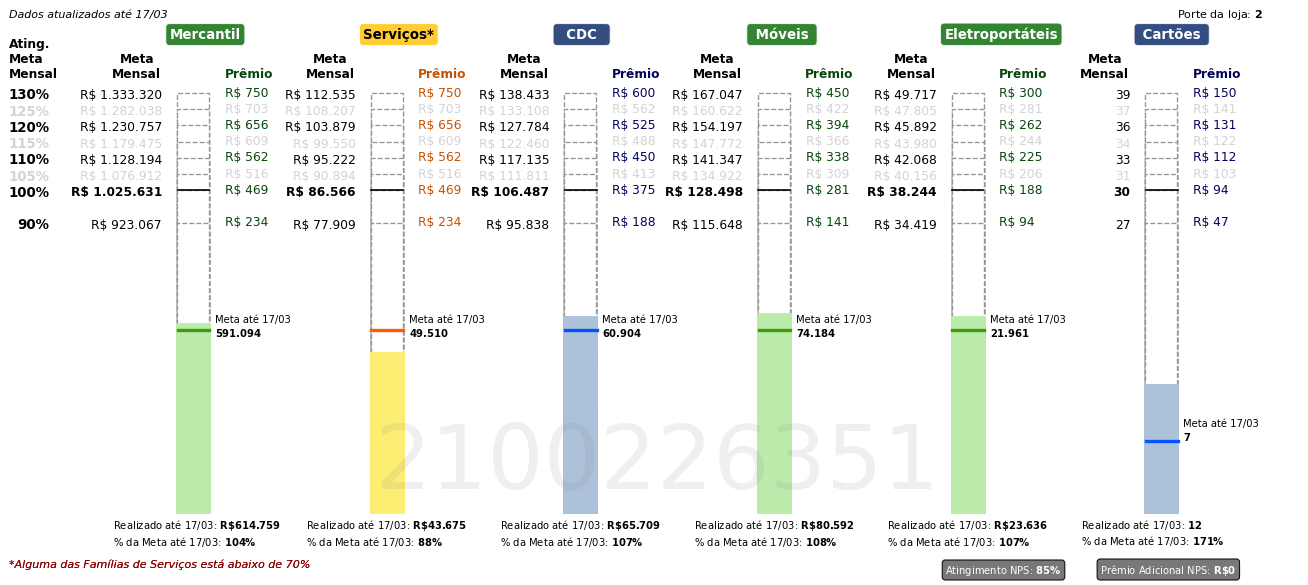 Dados atualizados até 17/03 Porte da loja: 2
Mercantil Serviços* CDC Móveis Eletroportáteis Cartões
Ating.
Meta Meta Meta Meta Meta Meta Meta
Mensal Mensal Prêmio Mensal Prêmio Mensal Prêmio Mensal Prêmio Mensal Prêmio Mensal Prêmio
130% R$ 1.333.320 R$ 750 R$ 112.535 R$ 750 R$ 138.433 R$ 600 R$ 167.047 R$ 450 R$ 49.717 R$ 300 39 R$ 150
125% R$ 1.282.038 R$ 703 R$ 108.207 R$ 703 R$ 133.108 R$ 562 R$ 160.622 R$ 422 R$ 47.805 R$ 281 37 R$ 141
120% R$ 1.230.757 R$ 656 R$ 103.879 R$ 656 R$ 127.784 R$ 525 R$ 154.197 R$ 394 R$ 45.892 R$ 262 36 R$ 131
115% R$ 1.179.475 R$ 609 R$ 99.550 R$ 609 R$ 122.460 R$ 488 R$ 147.772 R$ 366 R$ 43.980 R$ 244 34 R$ 122
110% R$ 1.128.194 R$ 562 R$ 95.222 R$ 562 R$ 117.135 R$ 450 R$ 141.347 R$ 338 R$ 42.068 R$ 225 33 R$ 112
105% R$ 1.076.912 R$ 516 R$ 90.894 R$ 516 R$ 111.811 R$ 413 R$ 134.922 R$ 309 R$ 40.156 R$ 206 31 R$ 103
100% R$ 1.025.631 R$ 469 R$ 86.566 R$ 469 R$ 106.487 R$ 375 R$ 128.498 R$ 281 R$ 38.244 R$ 188 30 R$ 94
90% R$ 923.067 R$ 234 R$ 77.909 R$ 234 R$ 95.838 R$ 188 R$ 115.648 R$ 141 R$ 34.419 R$ 94 27 R$ 47
Meta até 17/03 Meta até 17/03 Meta até 17/03 Meta até 17/03 Meta até 17/03
591.094 49.510 60.904 74.184 21.961
Meta até 17/03
7
2100226351
Realizado até 17/03: R$614.759 Realizado até 17/03: R$43.675 Realizado até 17/03: R$65.709 Realizado até 17/03: R$80.592 Realizado até 17/03: R$23.636 Realizado até 17/03: 12
% da Meta até 17/03: 104% % da Meta até 17/03: 88% % da Meta até 17/03: 107% % da Meta até 17/03: 108% % da Meta até 17/03: 107% % da Meta até 17/03: 171%
*Alguma das Famílias de Serviços está abaixo de 70% Atingimento NPS: 85% Prêmio Adicional NPS: R$0